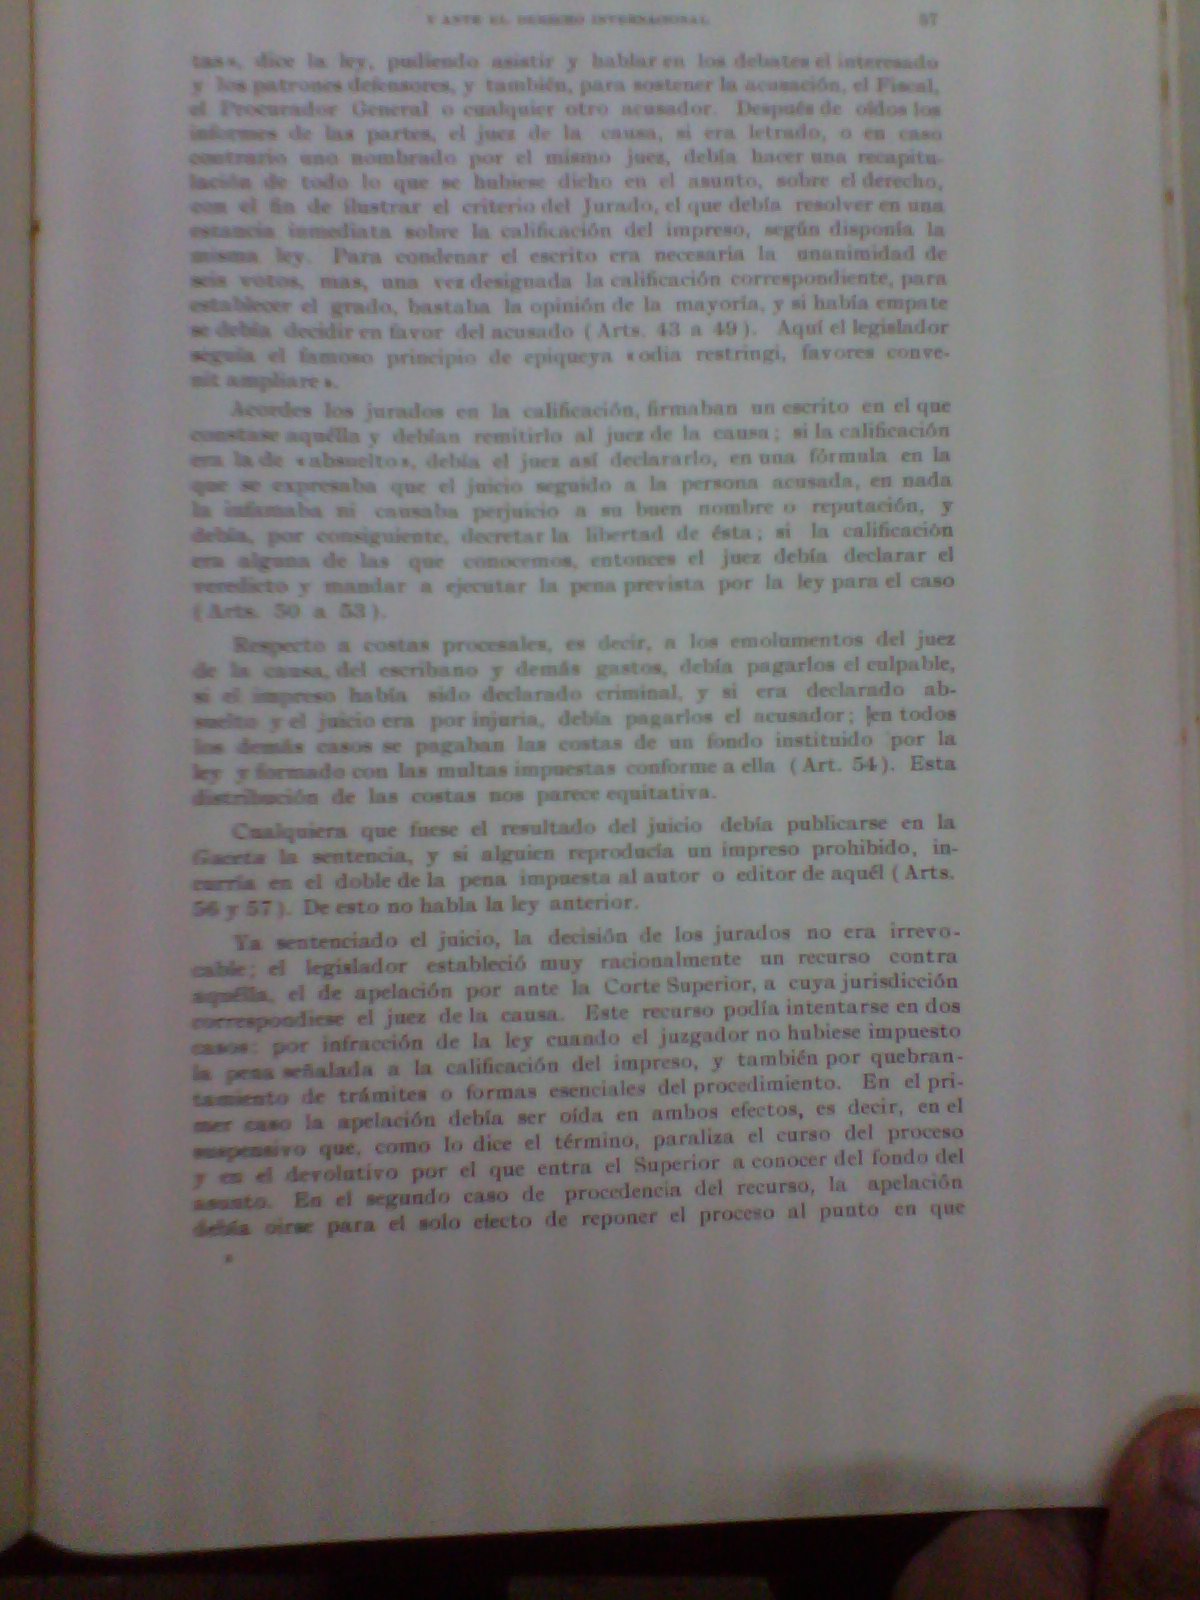 Y ANTE EL DERECHO INTERNACIONAL 57
tas», dice la ley, pudiendo asistir y hablar en los debates el interesado
y los patrones defensores, y también, para sostener la acusación, el Fiscal,
el Procurador General o cualquier otro acusador. Después de oídos los
informes de las partes, el juez de la causa, si era letrado, o en caso
contrario uno nombrado por el mismo juez, debía hacer una recapitu-
lación de todo lo que se hubiese dicho en el asunto, sobre el derecho,
con el fin de ilustrar el criterio del Jurado, el que debía resolver en una
estancia inmediata sobre la calificación del impreso, según disponía la
misma ley. Para condenar el escrito era necesaria la unanimidad de
seis votos, mas, una vez designada la calificación correspondiente, para
establecer el grado, bastaba la opinión de la mayoría, y si había empate
se debía decidir en favor del acusado (Arts. 43 a 49). Aquí el legislador
seguía el famoso principio de epiqueya «odia restringi, favores conve-
nit ampliare».
Acordes los jurados en la calificación, firmaban un escrito en el que
constase aquélla y debían remitirlo al juez de la causa; si la calificación
era la de «absuelto», debía el juez así declararlo, en una fórmula en la
que se expresaba que el juicio seguido a la persona acusada, en nada
la infamaba ni causaba perjuicio a su buen nombre o reputación, y
debía, por consiguiente, decretar la libertad de ésta; si la calificación
era alguna de las que conocemos, entonces el juez debía declarar el
veredicto y mandar a ejecutar la pena prevista por la ley para el caso
(Arts. 50 a 53).
Respecto a costas procesales, es decir, a los emolumentos del juez
de la causa, del escribano y demás gastos, debía pagarlos el culpable,
si el impreso había sido declarado criminal, y si era declarado ab-
suelto y el juicio era por injuria, debía pagarlos el acusador; en todos
los demás casos se pagaban las costas de un fondo instituido por la
ley y formado con las multas impuestas conforme a ella (Art. 54). Esta
distribución de las costas nos parece equitativa.
Cualquiera que fuese el resultado del juicio debía publicarse en la
Gaceta la sentencia, y si alguien reproducía un impreso prohibido, in-
curría en el doble de la pena impuesta al autor o editor de aquél (Arts.
56 y 57). De esto no habla la ley anterior.
Ya sentenciado el juicio, la decisión de los jurados no era irrevo-
cable; el legislador estableció muy racionalmente un recurso contra
aquélla, el de apelación por ante la Corte Superior, a cuya jurisdicción
correspondiese el juez de la causa. Este recurso podía intentarse en dos
casos: por infracción de la ley cuando el juzgador no hubiese impuesto
la pena señalada a la calificación del impreso, y también por quebran-
tamiento de trámites o formas esenciales del procedimiento. En el pri-
mer caso la apelación debía ser oída en ambos efectos, es decir, en el
suspensivo que, como lo dice el término, paraliza el curso del proceso
y en el devolutivo por el que entra el Superior a conocer del fondo del
asunto. En el segundo caso de procedencia del recurso, la apelación
debía oirse para el solo efecto de reponer el proceso al punto en que